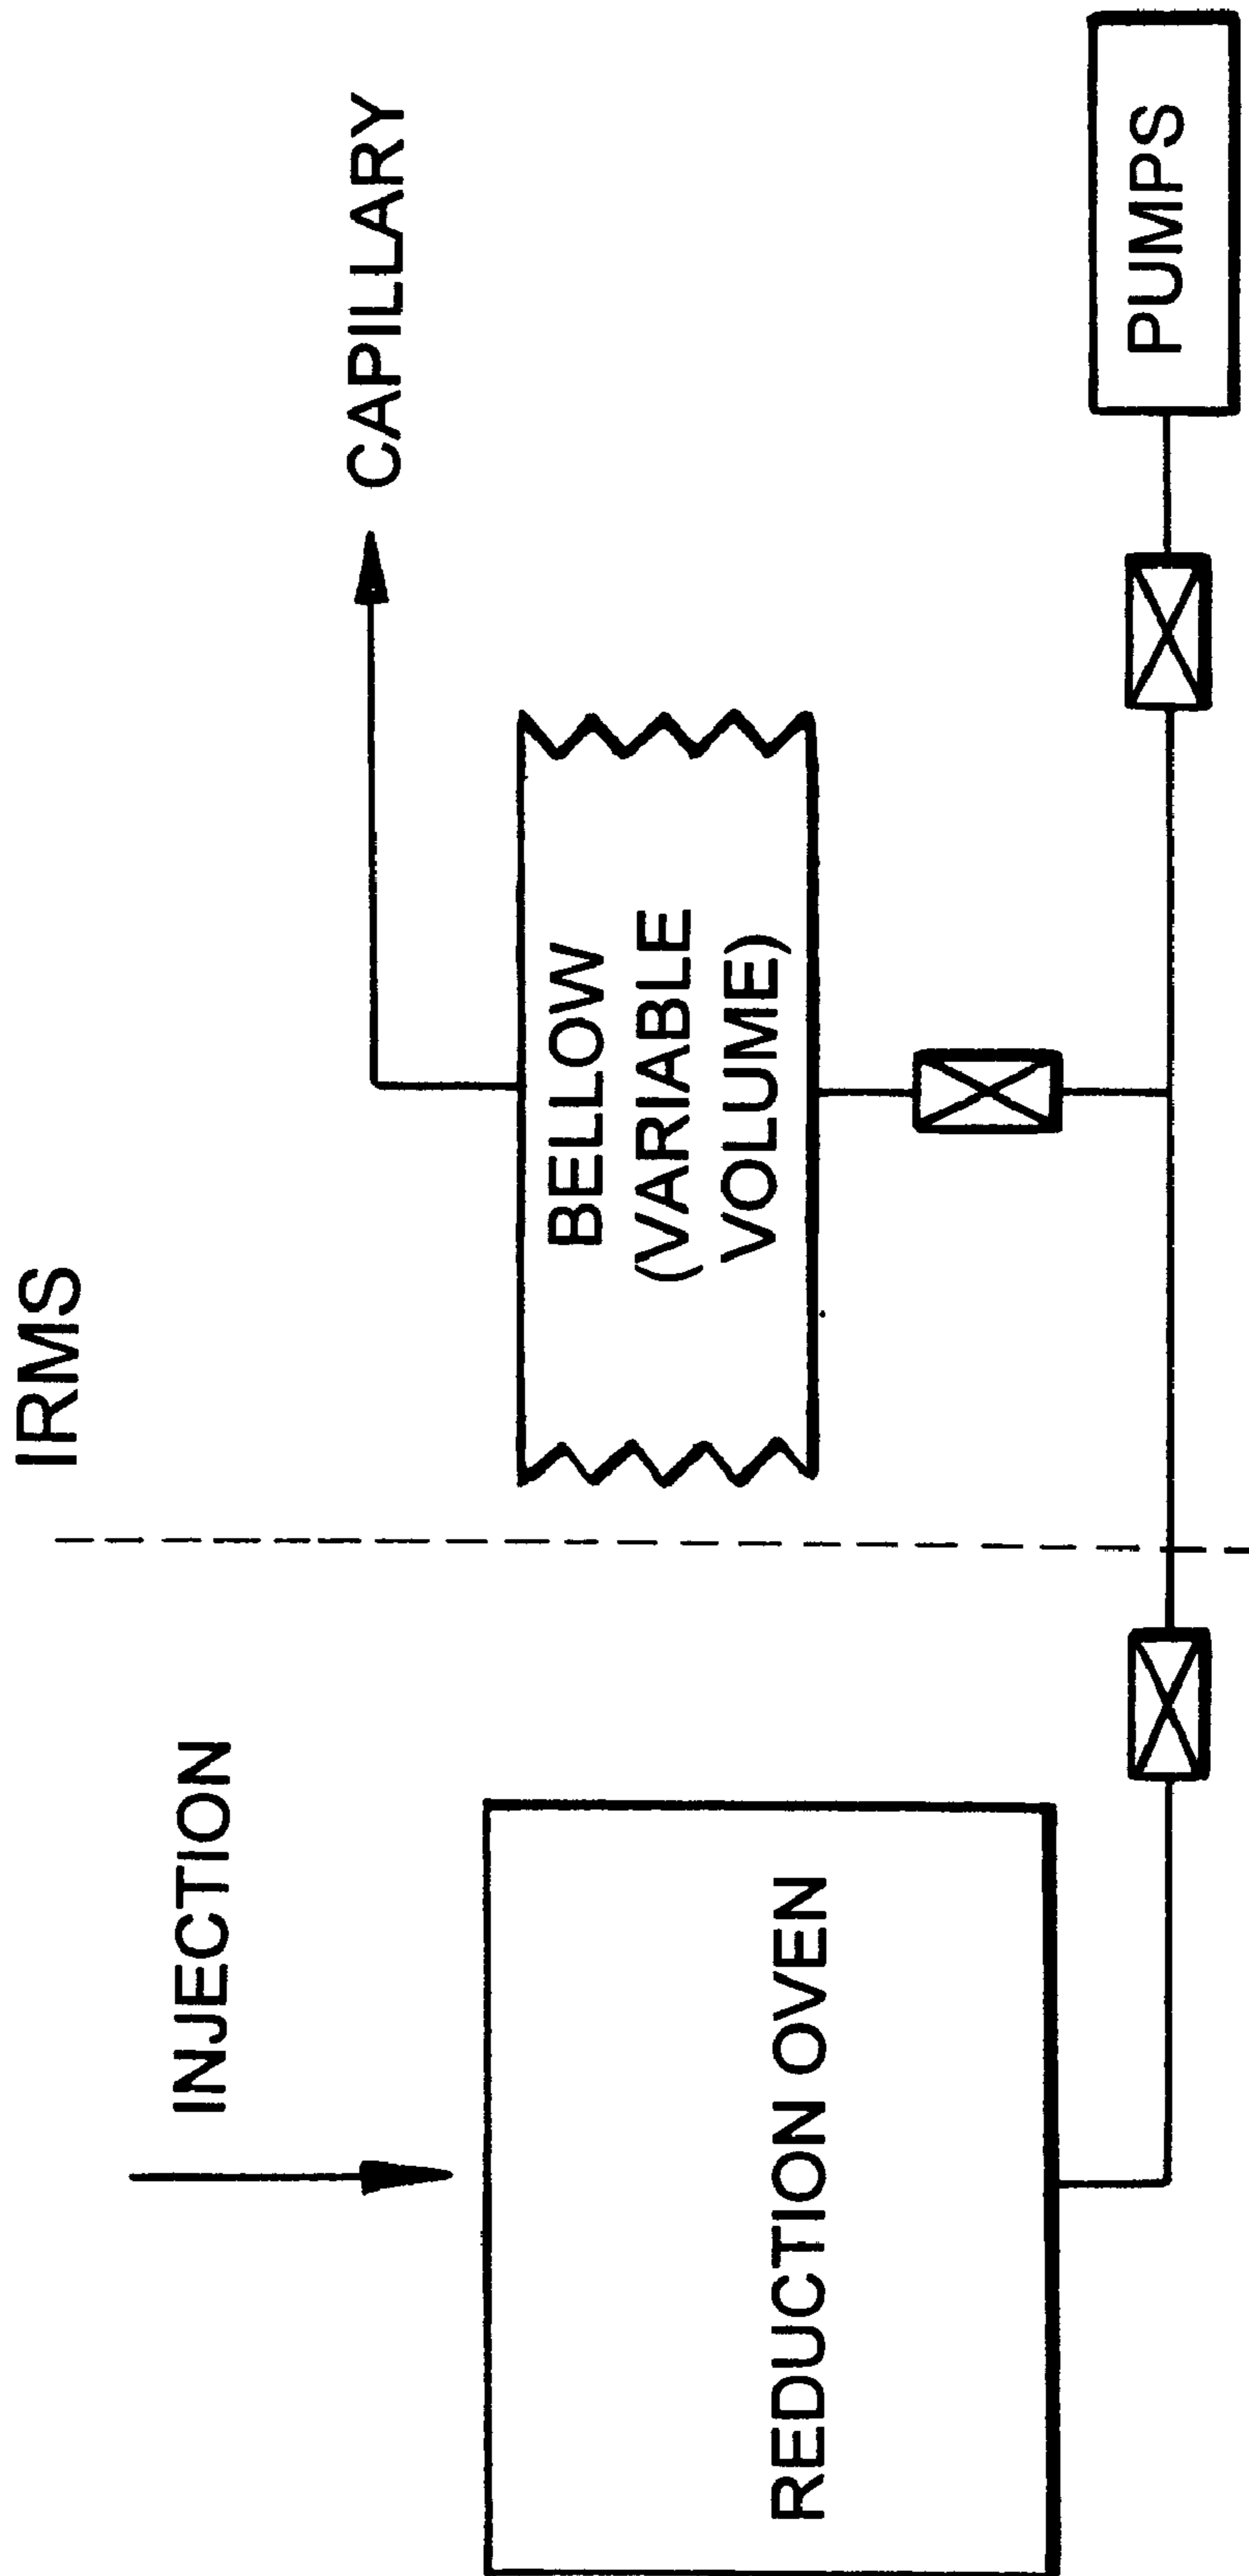 IRMS
INJECTION
CAPILLARY
BELLOW
(VARIABLE
VOLUME)
REDUCTION OVEN
PUMPS